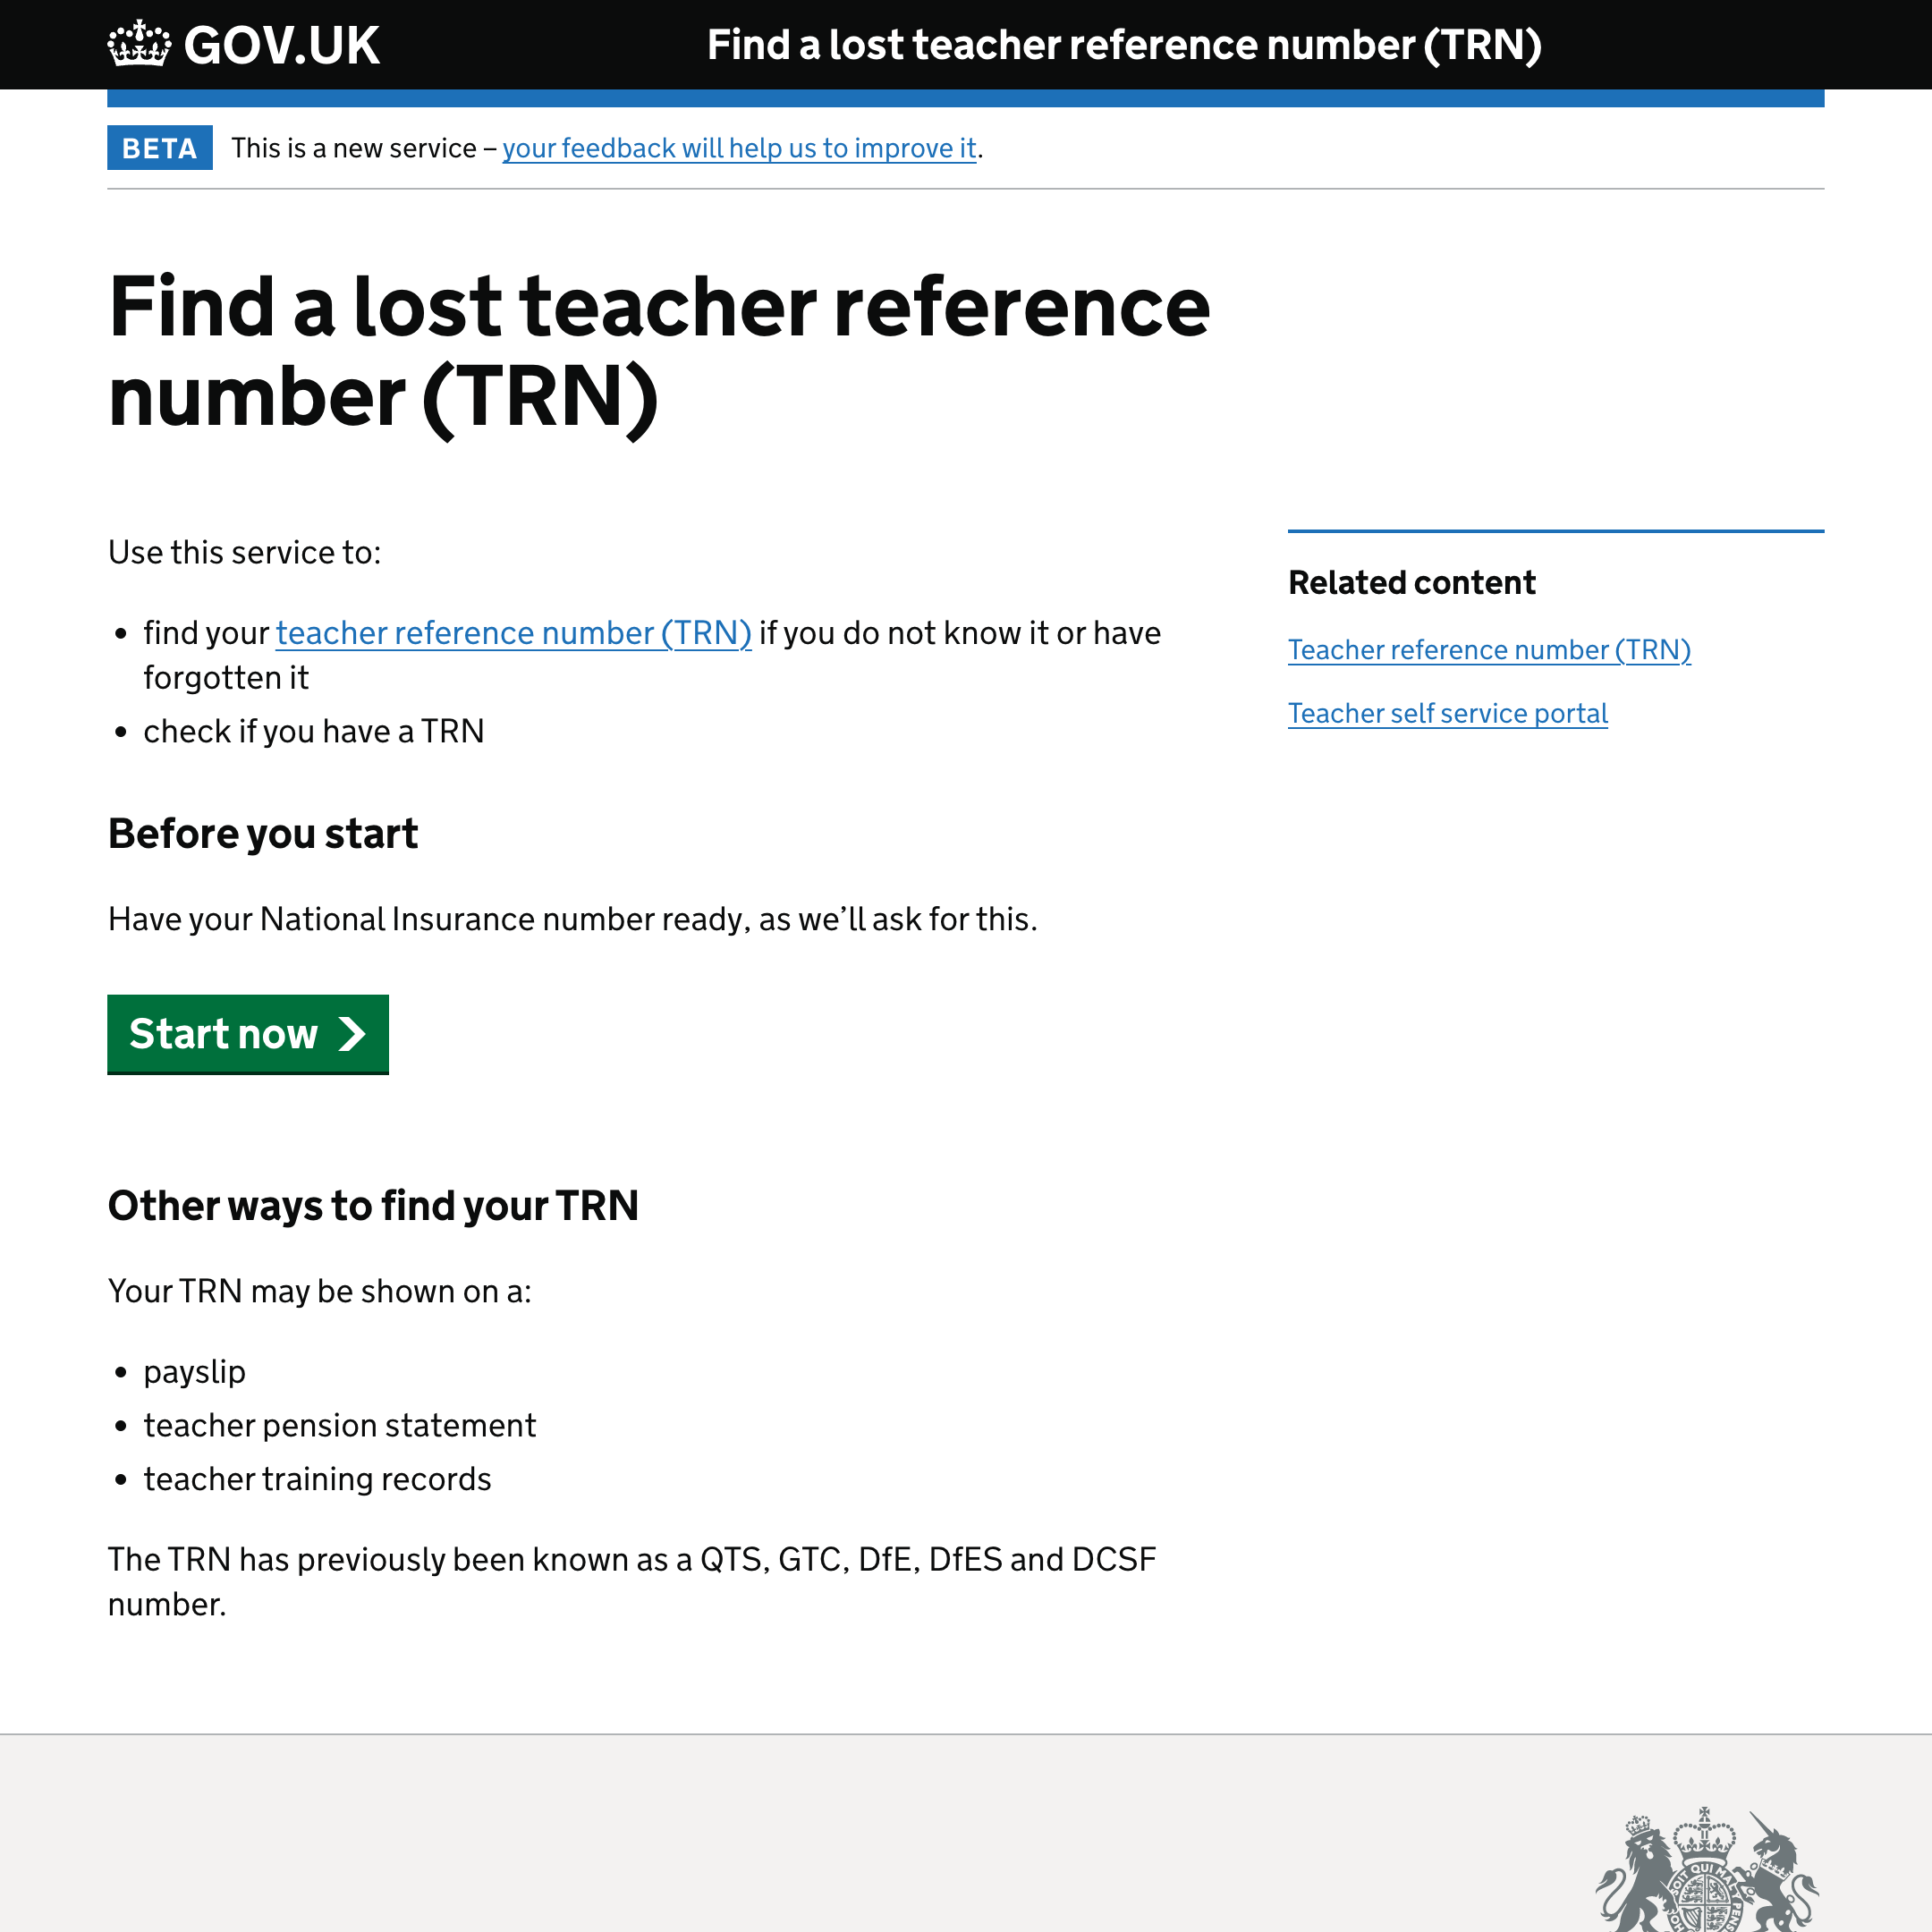 GOV.UK
Find a lost teacher reference number (TRN)
BETA
This is a new service – your feedback will help us to improve it.
Find a lost teacher reference
number (TRN)
Use this service to:
• find your teacher reference number (TRN) if you do not know it or have
forgotten it
• check if you have a TRN
Before you start
Have your National Insurance number ready, as we’ll ask for this.
Start now
Other ways to find your TRN
Your TRN may be shown on a:
• payslip
• teacher pension statement
• teacher training records
The TRN has previously been known as a QTS, GTC, DfE, DfES and DCSF
number.
Related content
Teacher reference number (TRN)
Teacher self service portal
QUI